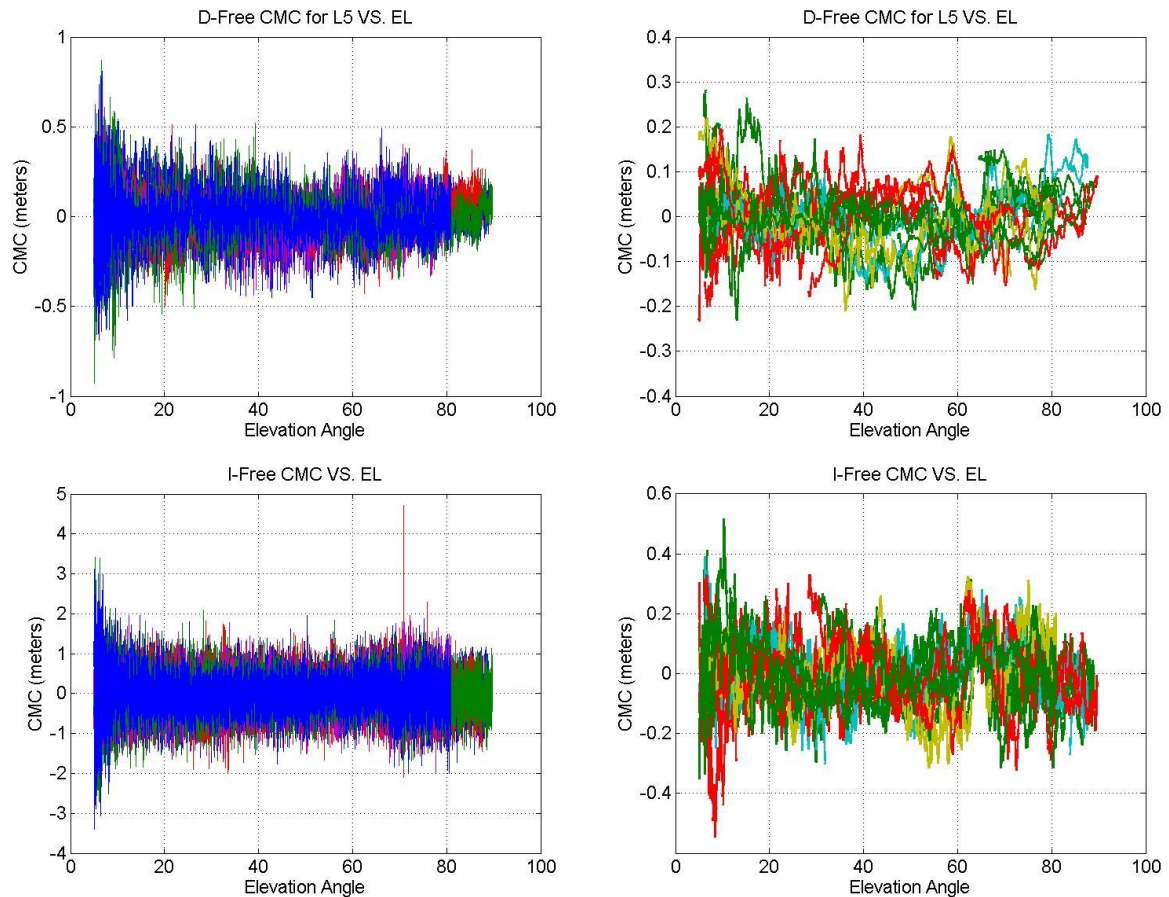 D-Free CMC for L5 VS. EL
1
0.5
0
-0.5
-1
CMC (meters)
0 20 40 60 80 100
Elevation Angle
D-Free CMC for L5 VS. EL
0.4
0.3
0.2
0.1
0
-0.1
-0.2
-0.3
-0.4
CMC (meters)
0 20 40 60 80 100
Elevation Angle
I-Free CMC VS. EL
5
4
3
2
1
0
-1
-2
-3
-4
CMC (meters)
0 20 40 60 80 100
Elevation Angle
I-Free CMC VS. EL
0.6
0.4
0.2
0
-0.2
-0.4
CMC (meters)
0 20 40 60 80 100
Elevation Angle